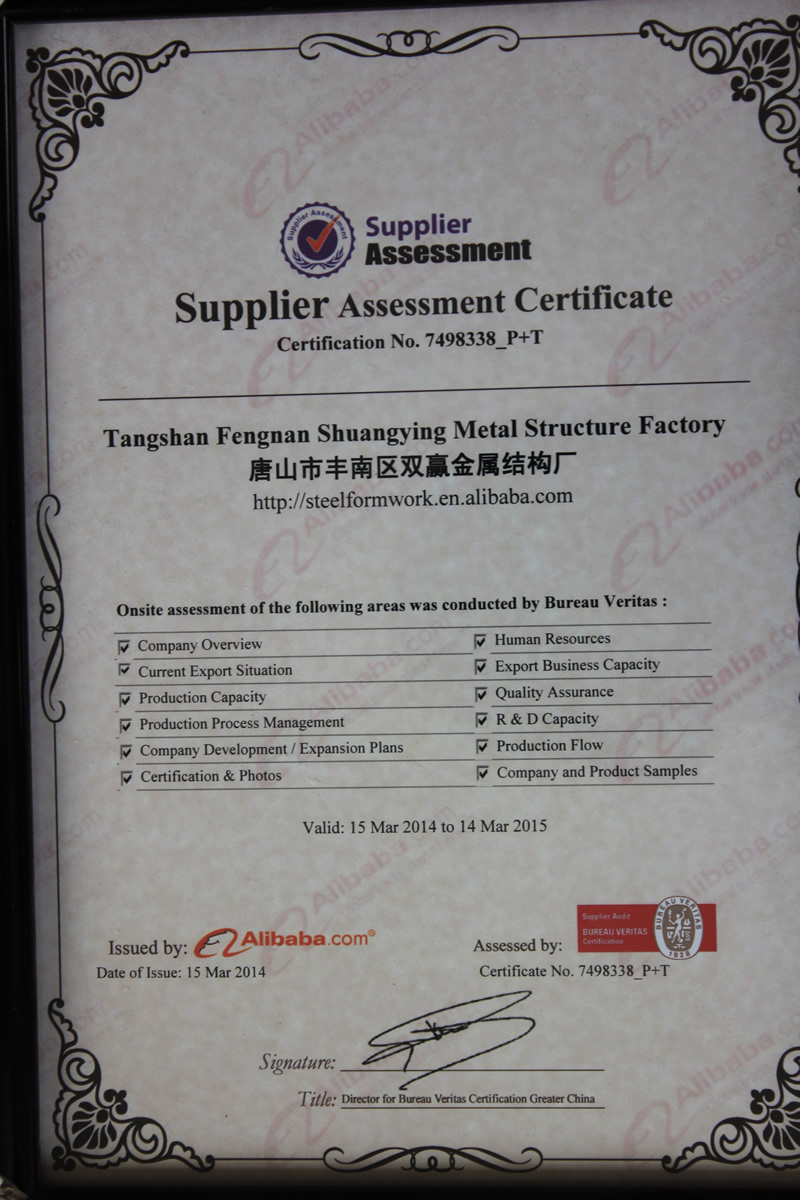 Supplier Assessment
Supplier
Assessment
Supplier Assessment Certificate
Certification No. 7498338_P+T
Tangshan Fengnan Shuangying Metal Structure Factory
唐山市丰南区双赢金属结构厂
http://steelformwork.en.alibaba.com
Onsite assessment of the following areas was conducted by Bureau Veritas :
Company Overview
Human Resources
Current Export Situation
Export Business Capacity
Production Capacity
Quality Assurance
Production Process Management
R & D Capacity
Company Development / Expansion Plans
Production Flow
Certification & Photos
Company and Product Samples
Valid: 15 Mar 2014 to 14 Mar 2015
Issued by: Alibaba.com®
Date of Issue: 15 Mar 2014
Assessed by:
Supplier Audit
BUREAU VERITAS
Certification
BUREAU VERITAS
1828
Certificate No. 7498338_P+T
Signature:
Title: Director for Bureau Veritas Certification Greater China